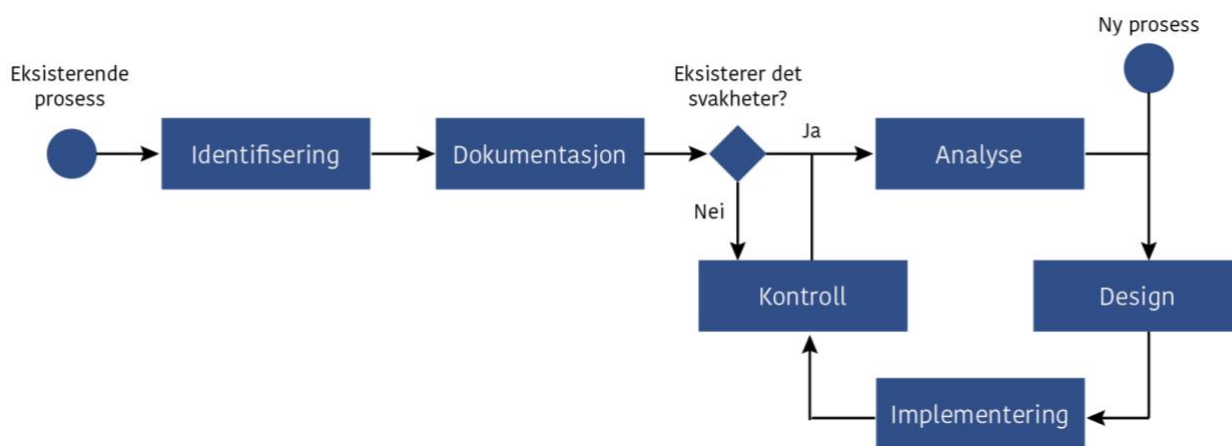 Ny prosess
Eksisterende
prosess
Eksisterer det
svakheter?
Ja
Identifisering
Dokumentasjon
Analyse
Nei
Kontroll
Design
Implementering